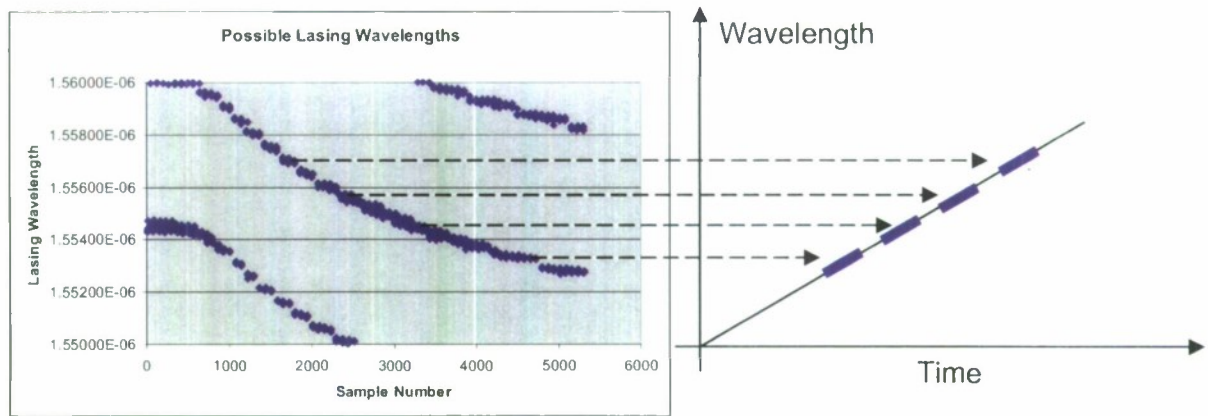 Possible Lasing Wavelengths
Lasing Wavelength
1.56000E-06
1.55800E-06
1.55600E-06
1.55400E-06
1.55200E-06
1.55000E-06
0 1000 2000 3000 4000 5000 6000
Sample Number
Wavelength
Time